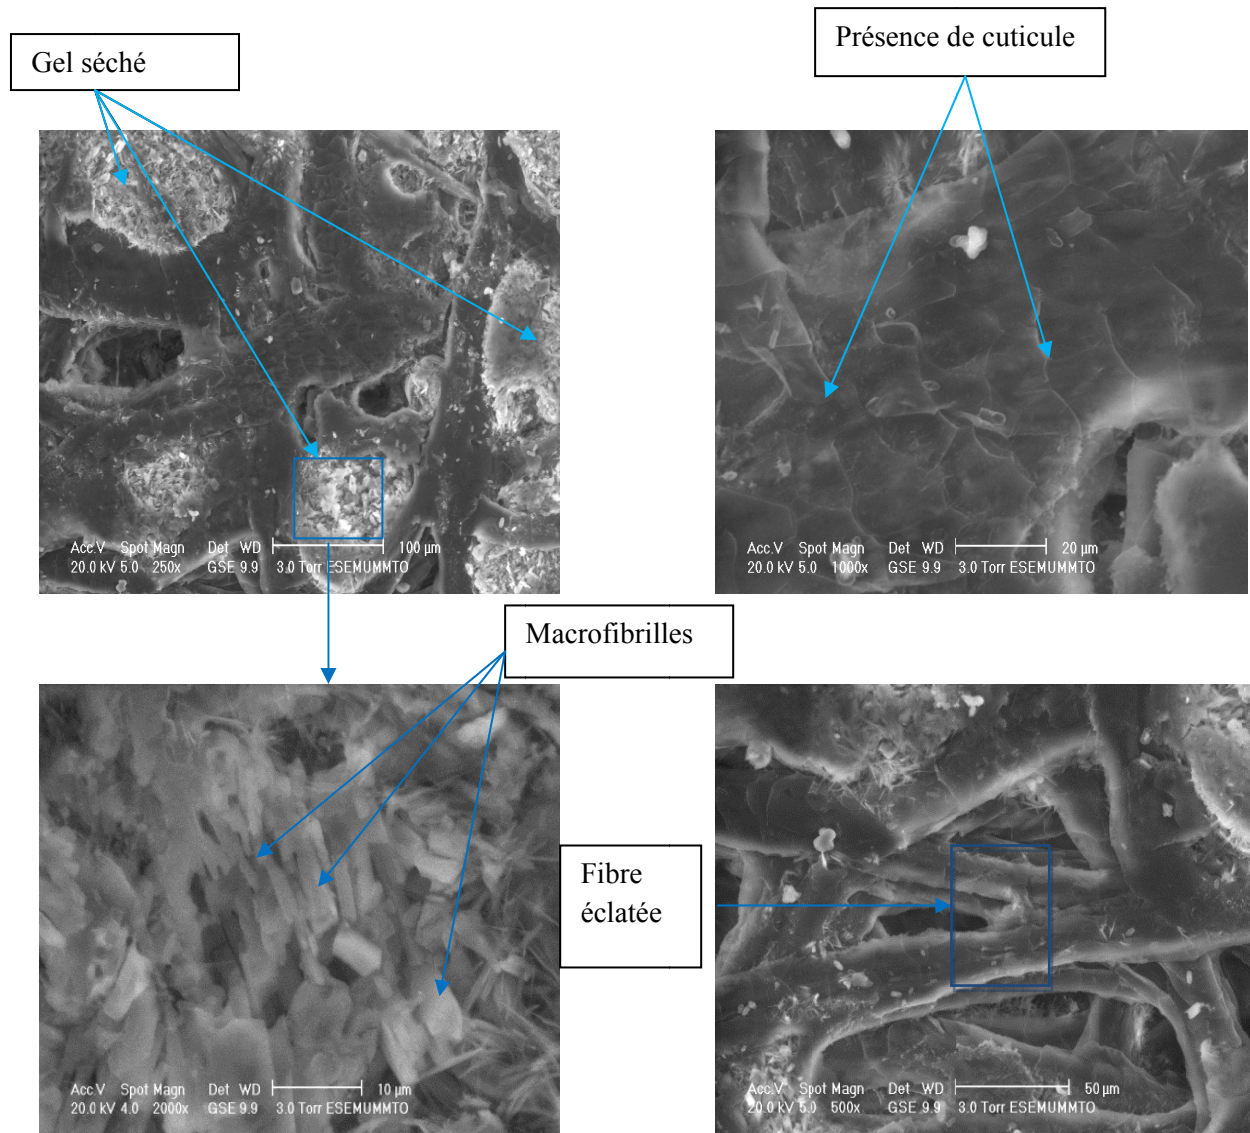 Gel séché
Présence de cuticule
Acc.V Spot Magn Det WD 100 µm
20.0 kV 5.0 250x GSE 9.9 3.0 Torr ESEMUMMTO
Acc.V Spot Magn Det WD 20 µm
20.0 kV 5.0 1000x GSE 9.9 3.0 Torr ESEMUMMTO
Macrofibrilles
Fibre
éclatée
Acc.V Spot Magn Det WD 10 µm
20.0 kV 4.0 2000x GSE 9.9 3.0 Torr ESEMUMMTO
Acc.V Spot Magn Det WD 50 µm
20.0 kV 5.0 500x GSE 9.9 3.0 Torr ESEMUMMTO